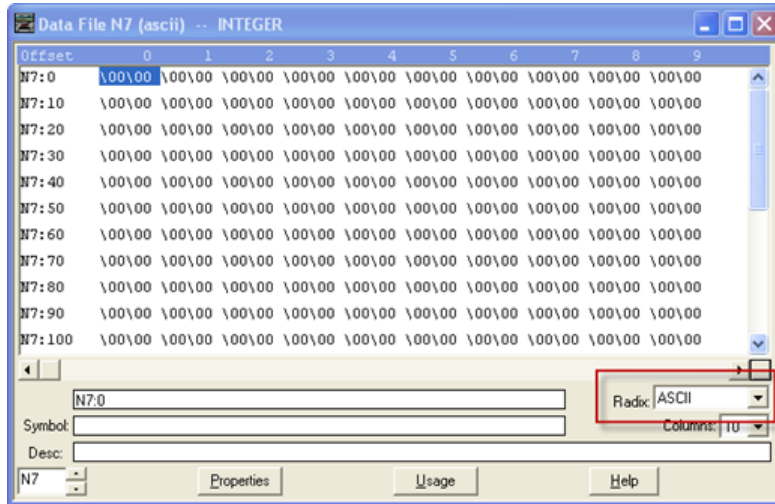 Data File N7 (ascii) -- INTEGER
Offset 0 1 2 3 4 5 6 7 8 9
N7:0 \00\00 \00\00 \00\00 \00\00 \00\00 \00\00 \00\00 \00\00 \00\00 \00\00
N7:10 \00\00 \00\00 \00\00 \00\00 \00\00 \00\00 \00\00 \00\00 \00\00 \00\00
N7:20 \00\00 \00\00 \00\00 \00\00 \00\00 \00\00 \00\00 \00\00 \00\00 \00\00
N7:30 \00\00 \00\00 \00\00 \00\00 \00\00 \00\00 \00\00 \00\00 \00\00 \00\00
N7:40 \00\00 \00\00 \00\00 \00\00 \00\00 \00\00 \00\00 \00\00 \00\00 \00\00
N7:50 \00\00 \00\00 \00\00 \00\00 \00\00 \00\00 \00\00 \00\00 \00\00 \00\00
N7:60 \00\00 \00\00 \00\00 \00\00 \00\00 \00\00 \00\00 \00\00 \00\00 \00\00
N7:70 \00\00 \00\00 \00\00 \00\00 \00\00 \00\00 \00\00 \00\00 \00\00 \00\00
N7:80 \00\00 \00\00 \00\00 \00\00 \00\00 \00\00 \00\00 \00\00 \00\00 \00\00
N7:90 \00\00 \00\00 \00\00 \00\00 \00\00 \00\00 \00\00 \00\00 \00\00 \00\00
N7:100 \00\00 \00\00 \00\00 \00\00 \00\00 \00\00 \00\00 \00\00 \00\00 \00\00
N7:0 Radix: ASCII
Symbol: Columns: 10
Desc:
N7 Properties Usage Help